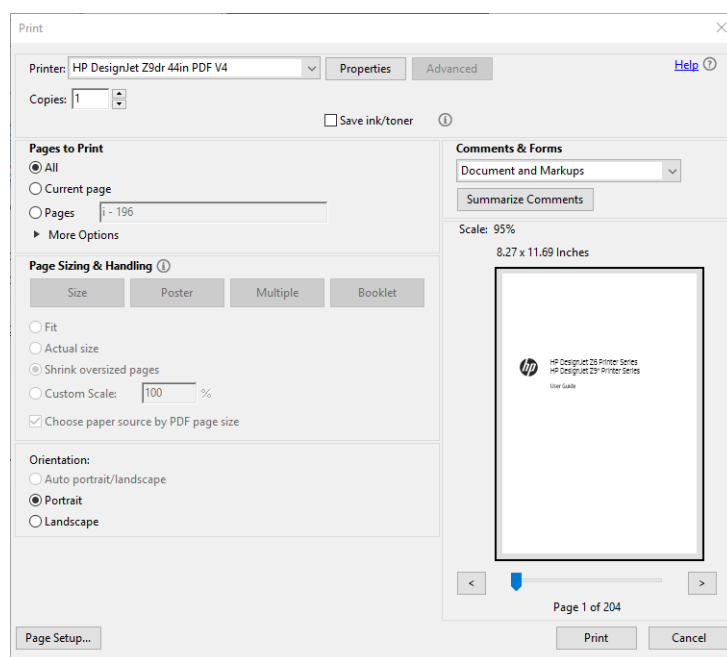 Print
Printer: HP DesignJet Z9dr 44in PDF V4 Properties Advanced Help
Copies: 1
Save ink/toner
Pages to Print
All
Current page
Pages i - 196
More Options
Comments & Forms
Document and Markups
Summarize Comments
Page Sizing & Handling
Size Poster Multiple Booklet
Fit
Actual size
Shrink oversized pages
Custom Scale: 100 %
Choose paper source by PDF page size
Orientation:
Auto portrait/landscape
Portrait
Landscape
Scale: 95%
8.27 x 11.69 Inches
hp
HP DesignJet Z6 Printer Series
HP DesignJet Z9+ Printer Series
User Guide
< >
Page 1 of 204
Page Setup... Print Cancel